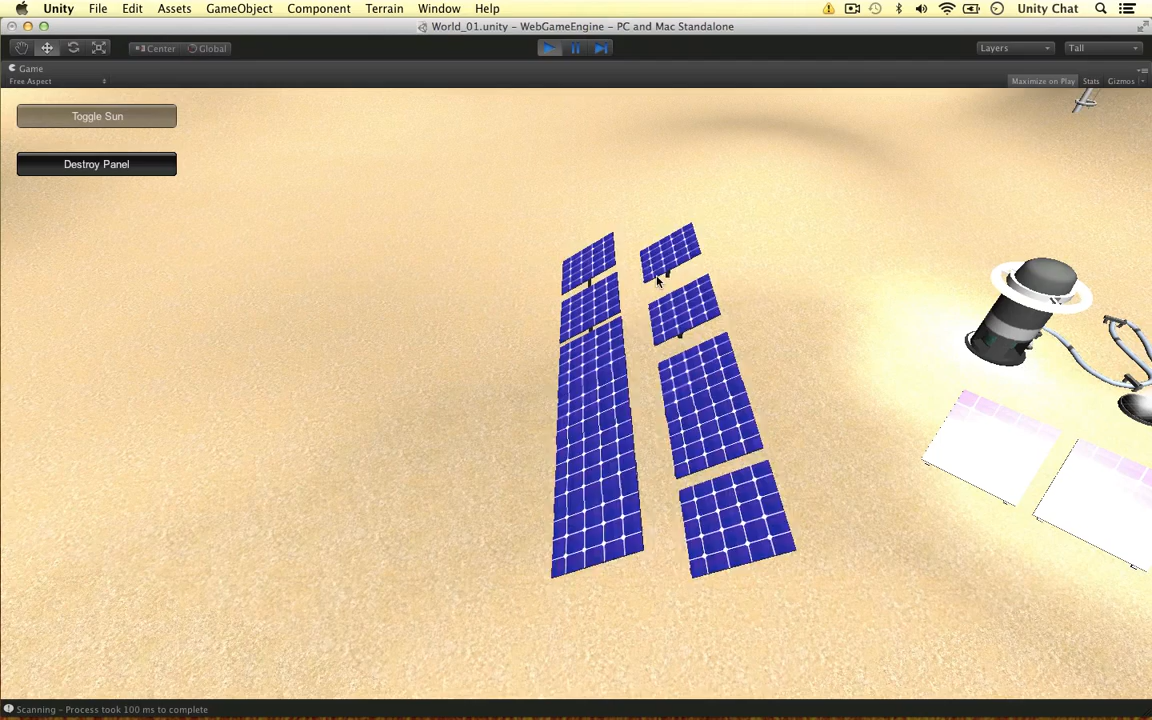 Unity File Edit Assets GameObject Component Terrain Window Help Unity Chat
World_01.unity – WebGameEngine – PC and Mac Standalone
Center Global Layers Tall
Game
Free Aspect Maximize on Play Stats Gizmos
Toggle Sun
Destroy Panel
Scanning – Process took 100 ms to complete